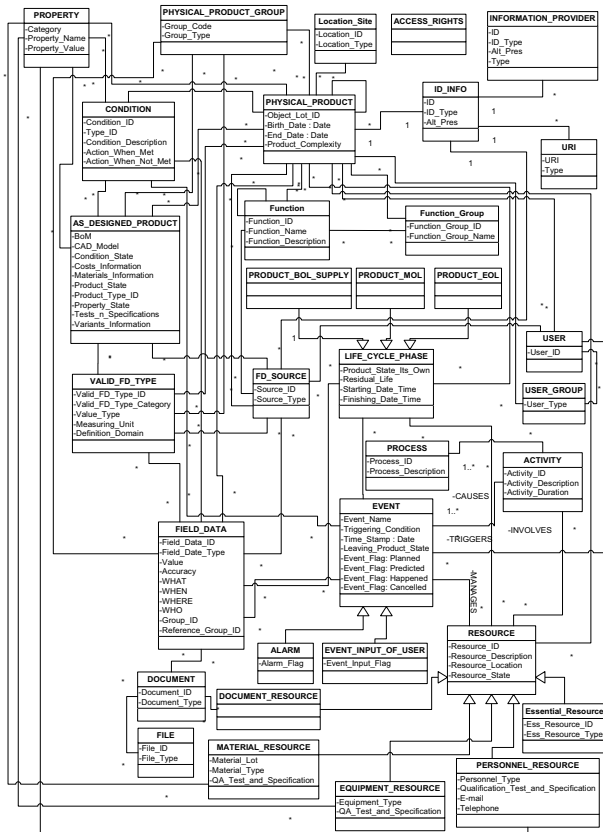 PROPERTY
-Category
-Property_Name
-Property_Value
PHYSICAL_PRODUCT_GROUP
-Group_Code
-Group_Type
Location_Site
-Location_ID
-Location_Type
ACCESS_RIGHTS
INFORMATION_PROVIDER
-ID
-ID_Type
-Alt_Pres
-Type
CONDITION
-Condition_ID
-Type_ID
-Condition_Description
-Action_When_Met
-Action_When_Not_Met
PHYSICAL_PRODUCT
-Object_Lot_ID
-Birth_Date : Date
-End_Date : Date
-Product_Complexity
ID_INFO
-ID
-ID_Type
-Alt_Pres
URI
-URI
-Type
AS_DESIGNED_PRODUCT
-BoM
-CAD_Model
-Condition_State
-Costs_Information
-Materials_Information
-Product_State
-Product_Type_ID
-Property_State
-Tests_n_Specifications
-Variants_Information
Function
-Function_ID
-Function_Name
-Function_Description
Function_Group
-Function_Group_ID
-Function_Group_Name
PRODUCT_BOL_SUPPLY
PRODUCT_MOL
PRODUCT_EOL
USER
-User_ID
LIFE_CYCLE_PHASE
-Product_State_Its_Own
-Residual_Life
-Starting_Date_Time
-Finishing_Date_Time
VALID_FD_TYPE
-Valid_FD_Type_ID
-Valid_FD_Type_Category
-Value_Type
-Measuring_Unit
-Definition_Domain
FD_SOURCE
-Source_ID
-Source_Type
USER_GROUP
-User_Type
PROCESS
-Process_ID
-Process_Description
ACTIVITY
-Activity_ID
-Activity_Description
-Activity_Duration
1..*
-CAUSES
1..*
-TRIGGERS
-INVOLVES
-MANAGES
EVENT
-Event_Name
-Triggering_Condition
-Time_Stamp : Date
-Leaving_Product_State
-Event_Flag: Planned
-Event_Flag: Predicted
-Event_Flag: Happened
-Event_Flag: Cancelled
FIELD_DATA
-Field_Data_ID
-Field_Date_Type
-Value
-Accuracy
-WHAT
-WHEN
-WHERE
-WHO
-Group_ID
-Reference_Group_ID
ALARM
-Alarm_Flag
EVENT_INPUT_OF_USER
-Event_Input_Flag
RESOURCE
-Resource_ID
-Resource_Description
-Resource_Location
-Resource_State
DOCUMENT
-Document_ID
-Document_Type
DOCUMENT_RESOURCE
Essential_Resource
-Ess_Resource_ID
-Ess_Resource_Type
FILE
-File_ID
-File_Type
MATERIAL_RESOURCE
-Material_Lot
-Material_Type
-QA_Test_and_Specification
EQUIPMENT_RESOURCE
-Equipment_Type
-QA_Test_and_Specification
PERSONNEL_RESOURCE
-Personnel_Type
-Qualification_Test_and_Specification
-E-mail
-Telephone